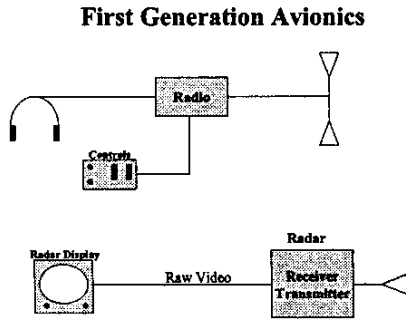 First Generation Avionics
Radio
Controls
Radar
Radar Display
Raw Video
Receiver
Transmitter